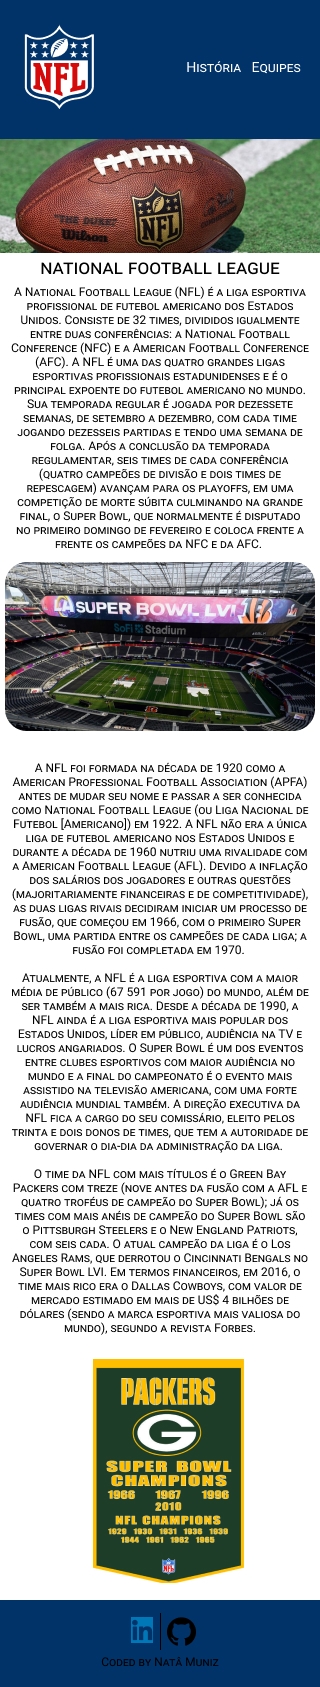 NFL
História Equipes
"THE DUKE"
Wilson
NFL
NATIONAL FOOTBALL LEAGUE
A National Football League (NFL) é a liga esportiva
profissional de futebol americano dos Estados
Unidos. Consiste de 32 times, divididos igualmente
entre duas conferências: a National Football
Conference (NFC) e a American Football Conference
(AFC). A NFL é uma das quatro grandes ligas
esportivas profissionais estadunidenses e é o
principal expoente do futebol americano no mundo.
Sua temporada regular é jogada por dezessete
semanas, de setembro a dezembro, com cada time
jogando dezesseis partidas e tendo uma semana de
folga. Após a conclusão da temporada
regulamentar, seis times de cada conferência
(quatro campeões de divisão e dois times de
repescagem) avançam para os playoffs, em uma
competição de morte súbita culminando na grande
final, o Super Bowl, que normalmente é disputado
no primeiro domingo de fevereiro e coloca frente a
frente os campeões da NFC e da AFC.
LA SUPER BOWL LVI
SoFi Stadium
A NFL foi formada na década de 1920 como a
American Professional Football Association (APFA)
antes de mudar seu nome e passar a ser conhecida
como National Football League (ou Liga Nacional de
Futebol [Americano]) em 1922. A NFL não era a única
liga de futebol americano nos Estados Unidos e
durante a década de 1960 nutriu uma rivalidade com
a American Football League (AFL). Devido a inflação
dos salários dos jogadores e outras questões
(majoritariamente financeiras e de competitividade),
as duas ligas rivais decidiram iniciar um processo de
fusão, que começou em 1966, com o primeiro Super
Bowl, uma partida entre os campeões de cada liga; a
fusão foi completada em 1970.
Atualmente, a NFL é a liga esportiva com a maior
média de público (67 591 por jogo) do mundo, além de
ser também a mais rica. Desde a década de 1990, a
NFL ainda é a liga esportiva mais popular dos
Estados Unidos, líder em público, audiência na TV e
lucros angariados. O Super Bowl é um dos eventos
entre clubes esportivos com maior audiência no
mundo e a final do campeonato é o evento mais
assistido na televisão americana, com uma forte
audiência mundial também. A direção executiva da
NFL fica a cargo do seu comissário, eleito pelos
trinta e dois donos de times, que tem a autoridade de
governar o dia-dia da administração da liga.
O time da NFL com mais títulos é o Green Bay
Packers com treze (nove antes da fusão com a AFL e
quatro troféus de campeão do Super Bowl); já os
times com mais anéis de campeão do Super Bowl são
o Pittsburgh Steelers e o New England Patriots,
com seis cada. O atual campeão da liga é o Los
Angeles Rams, que derrotou o Cincinnati Bengals no
Super Bowl LVI. Em termos financeiros, em 2016, o
time mais rico era o Dallas Cowboys, com valor de
mercado estimado em mais de US$ 4 bilhões de
dólares (sendo a marca esportiva mais valiosa do
mundo), segundo a revista Forbes.
PACKERS
G
SUPER BOWL
CHAMPIONS
1966 1967 1996
2010
NFL CHAMPIONS
1929 1930 1931 1936 1939
1944 1961 1962 1965
NFL
in
Coded by Natã Muniz